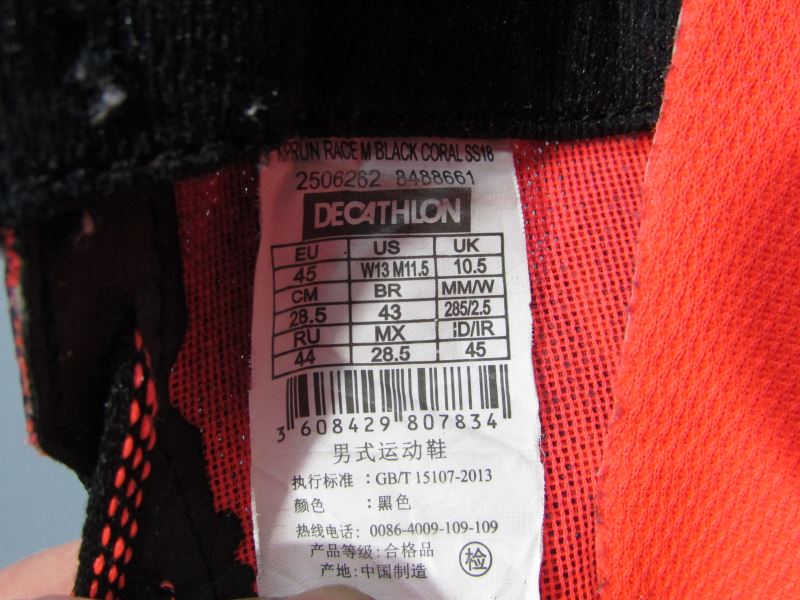 KIPRUN RACE M BLACK CORAL SS18
2506262 8488661
DECATHLON
EU US UK
45 W13 M11.5 10.5
CM BR MM/W
28.5 43 285/2.5
RU MX ID/IR
44 28.5 45
3 608429 807834
男式运动鞋
执行标准：GB/T 15107-2013
颜色 ：黑色
热线电话：0086-4009-109-109
产品等级：合格品
产地：中国制造 检